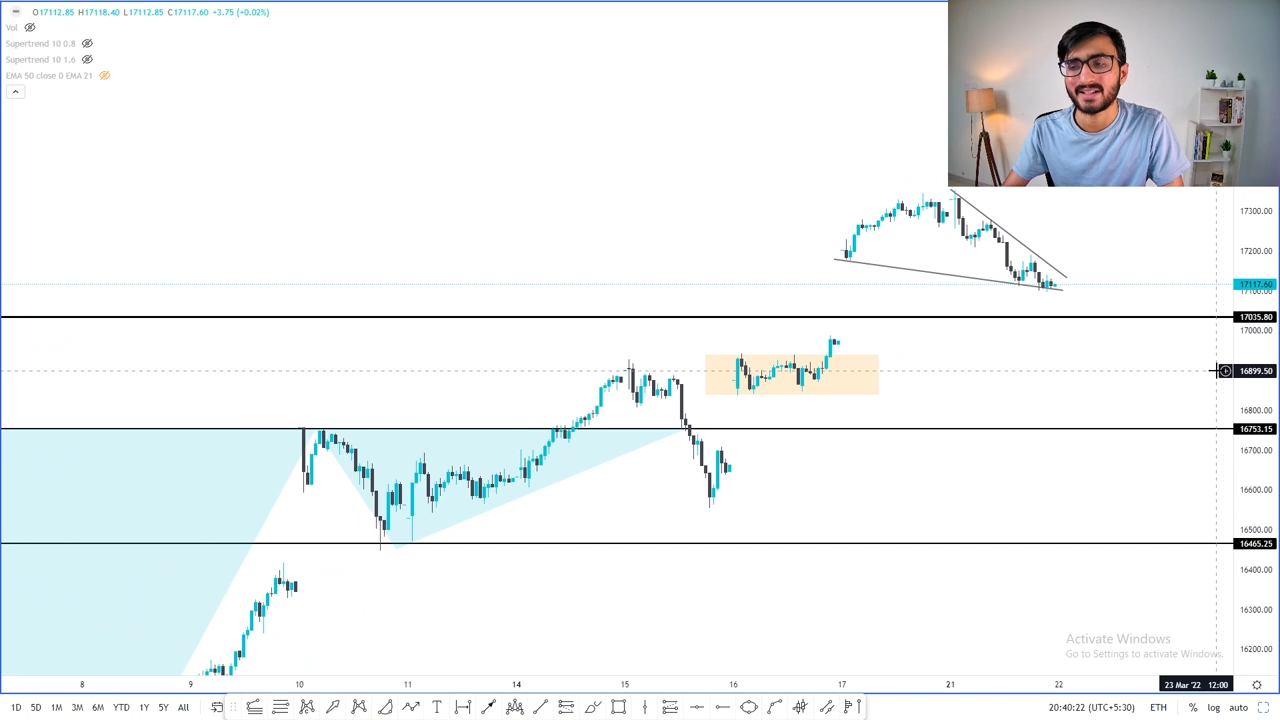 O17112.85 H17118.40 L17112.85 C17117.60 +3.75 (+0.02%)
Vol
Supertrend 10 0.8
Supertrend 10 1.6
EMA 50 close 0 EMA 21
17300.00
17200.00
17117.60
17100.00
17035.80
17000.00
16899.50
16800.00
16753.15
16700.00
16600.00
16500.00
16465.25
16400.00
16300.00
16200.00
Activate Windows
Go to Settings to activate Windows.
8 9 10 11 14 15 16 17 21 22 23 Mar '22 12:00
1D 5D 1M 3M 6M YTD 1Y 5Y All
20:40:22 (UTC+5:30) ETH % log auto